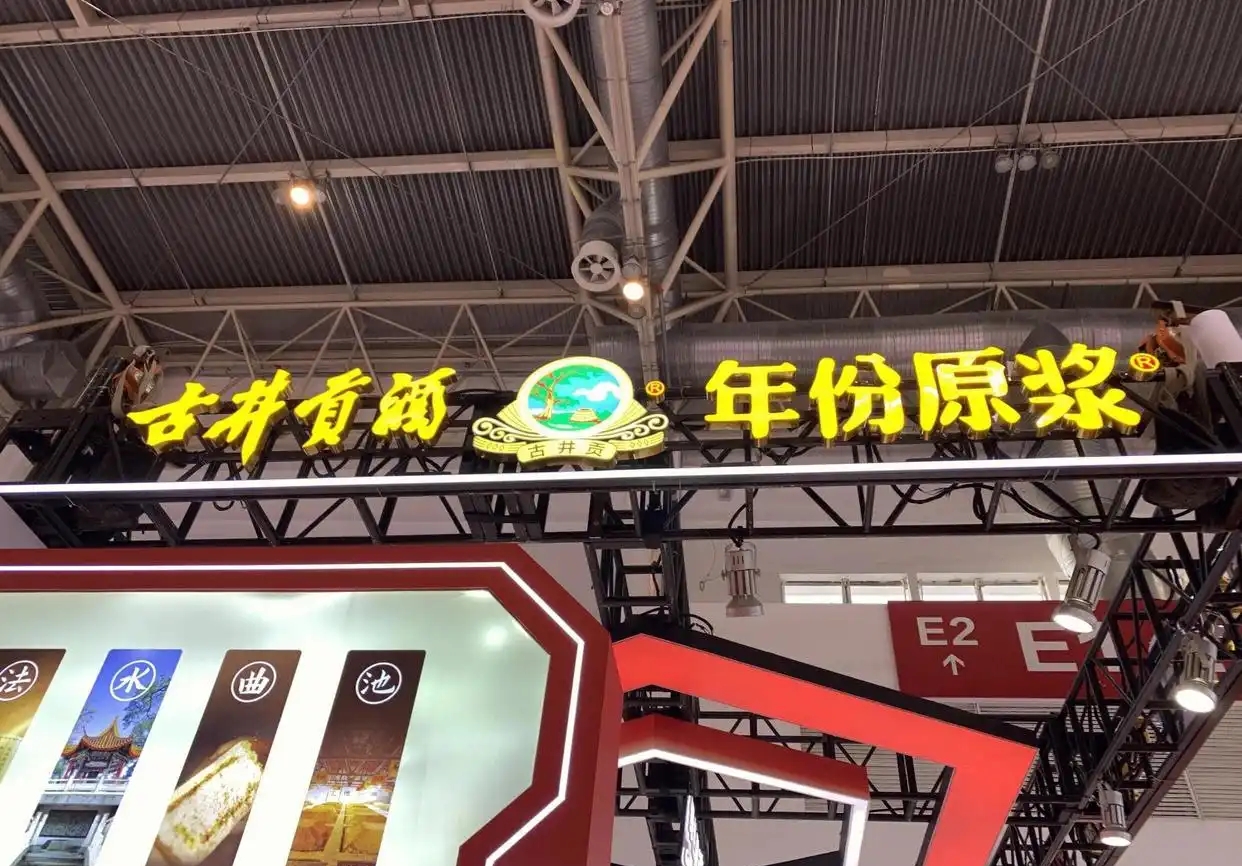 古井贡酒 ® 年份原浆®
古井贡
E2
E
法 水 曲 池